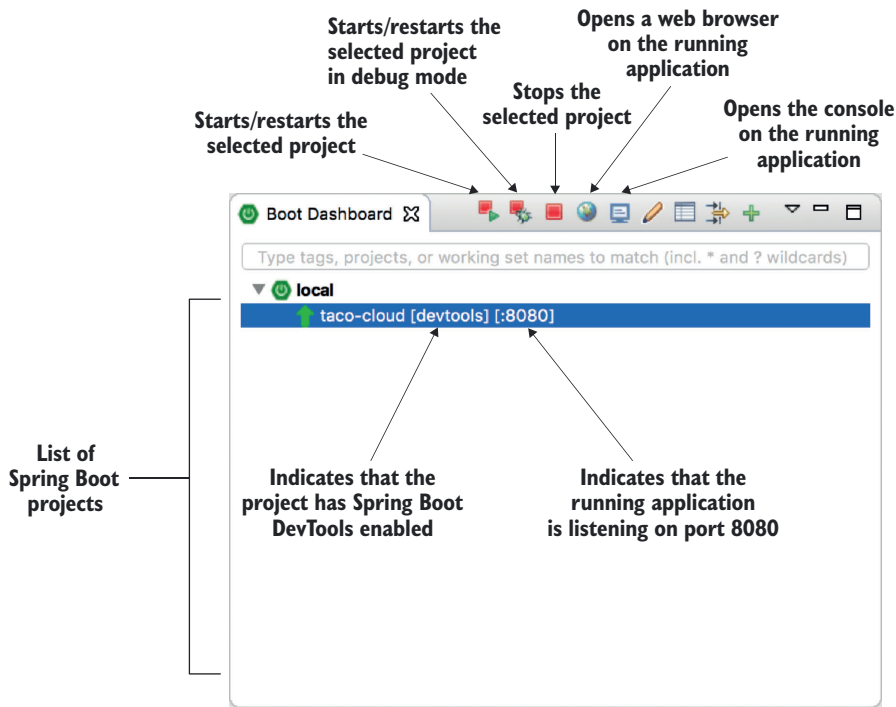 Starts/restarts the
selected project
in debug mode
Opens a web browser
on the running
application
Stops the
selected project
Starts/restarts the
selected project
Opens the console
on the running
application
Boot Dashboard
Type tags, projects, or working set names to match (incl. * and ? wildcards)
local
taco-cloud [devtools] [:8080]
List of
Spring Boot
projects
Indicates that the
project has Spring Boot
DevTools enabled
Indicates that the
running application
is listening on port 8080